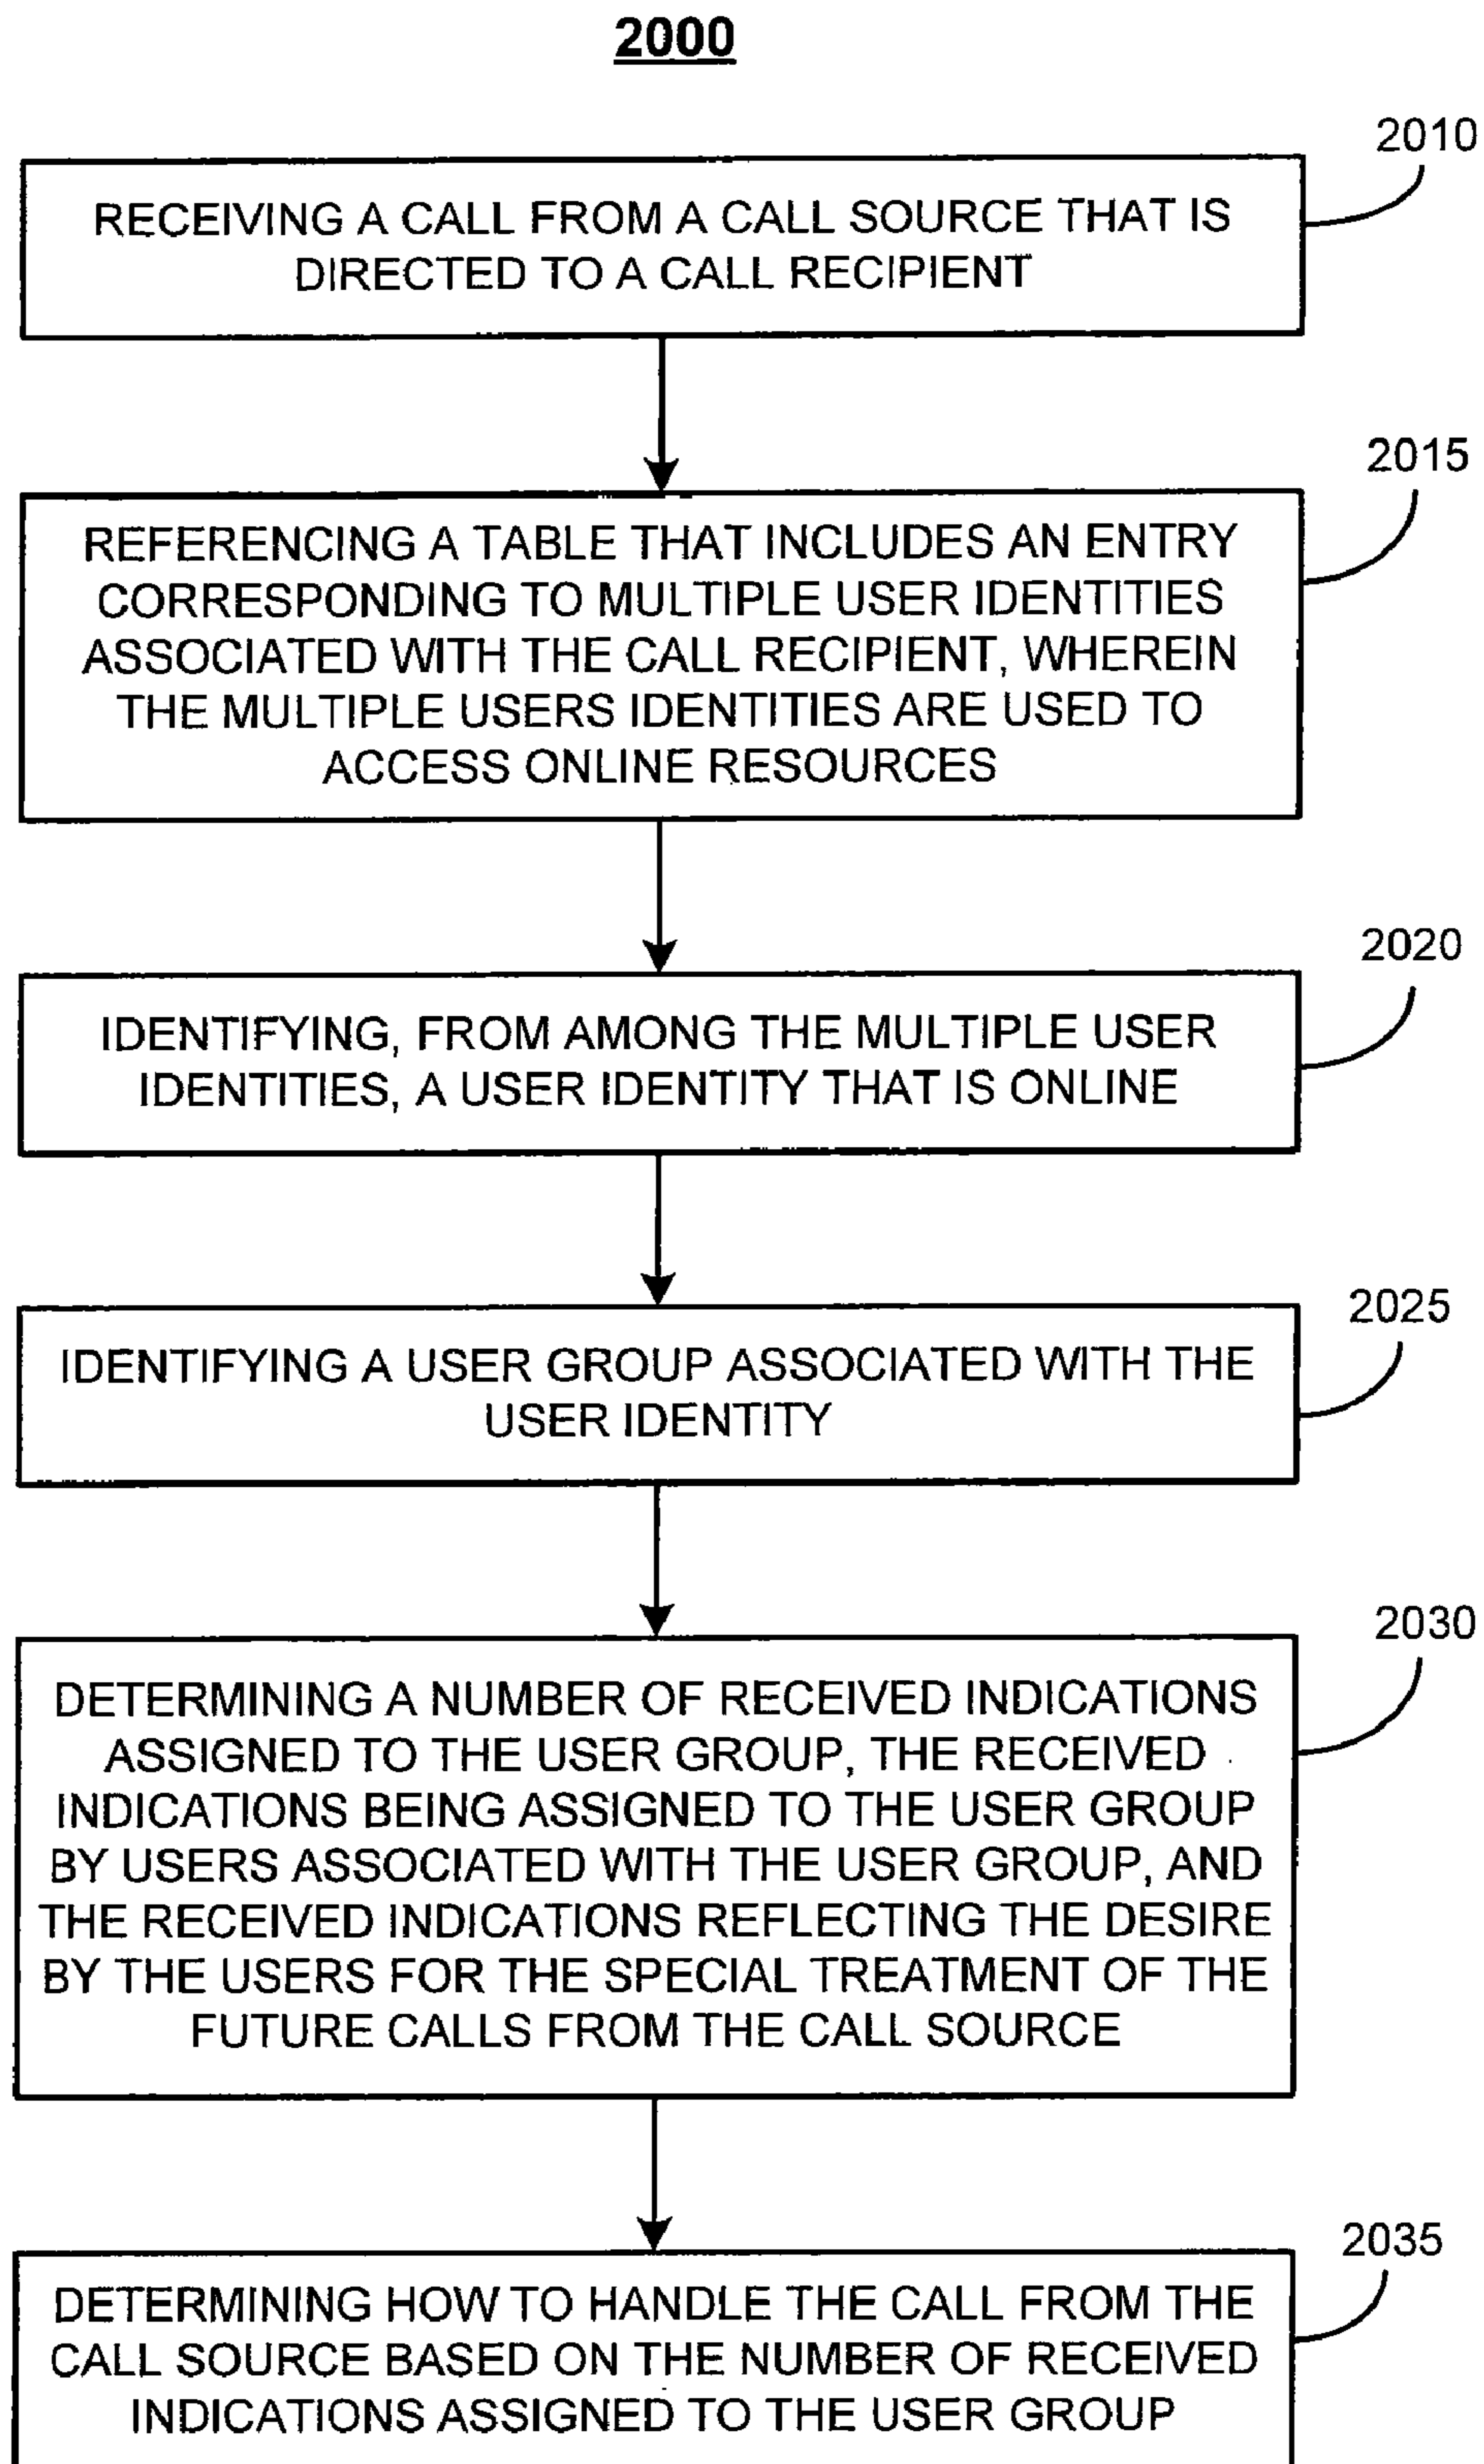 2000
2010
RECEIVING A CALL FROM A CALL SOURCE THAT IS
DIRECTED TO A CALL RECIPIENT
2015
REFERENCING A TABLE THAT INCLUDES AN ENTRY
CORRESPONDING TO MULTIPLE USER IDENTITIES
ASSOCIATED WITH THE CALL RECIPIENT, WHEREIN
THE MULTIPLE USERS IDENTITIES ARE USED TO
ACCESS ONLINE RESOURCES
2020
IDENTIFYING, FROM AMONG THE MULTIPLE USER
IDENTITIES, A USER IDENTITY THAT IS ONLINE
2025
IDENTIFYING A USER GROUP ASSOCIATED WITH THE
USER IDENTITY
2030
DETERMINING A NUMBER OF RECEIVED INDICATIONS
ASSIGNED TO THE USER GROUP, THE RECEIVED
INDICATIONS BEING ASSIGNED TO THE USER GROUP
BY USERS ASSOCIATED WITH THE USER GROUP, AND
THE RECEIVED INDICATIONS REFLECTING THE DESIRE
BY THE USERS FOR THE SPECIAL TREATMENT OF THE
FUTURE CALLS FROM THE CALL SOURCE
2035
DETERMINING HOW TO HANDLE THE CALL FROM THE
CALL SOURCE BASED ON THE NUMBER OF RECEIVED
INDICATIONS ASSIGNED TO THE USER GROUP